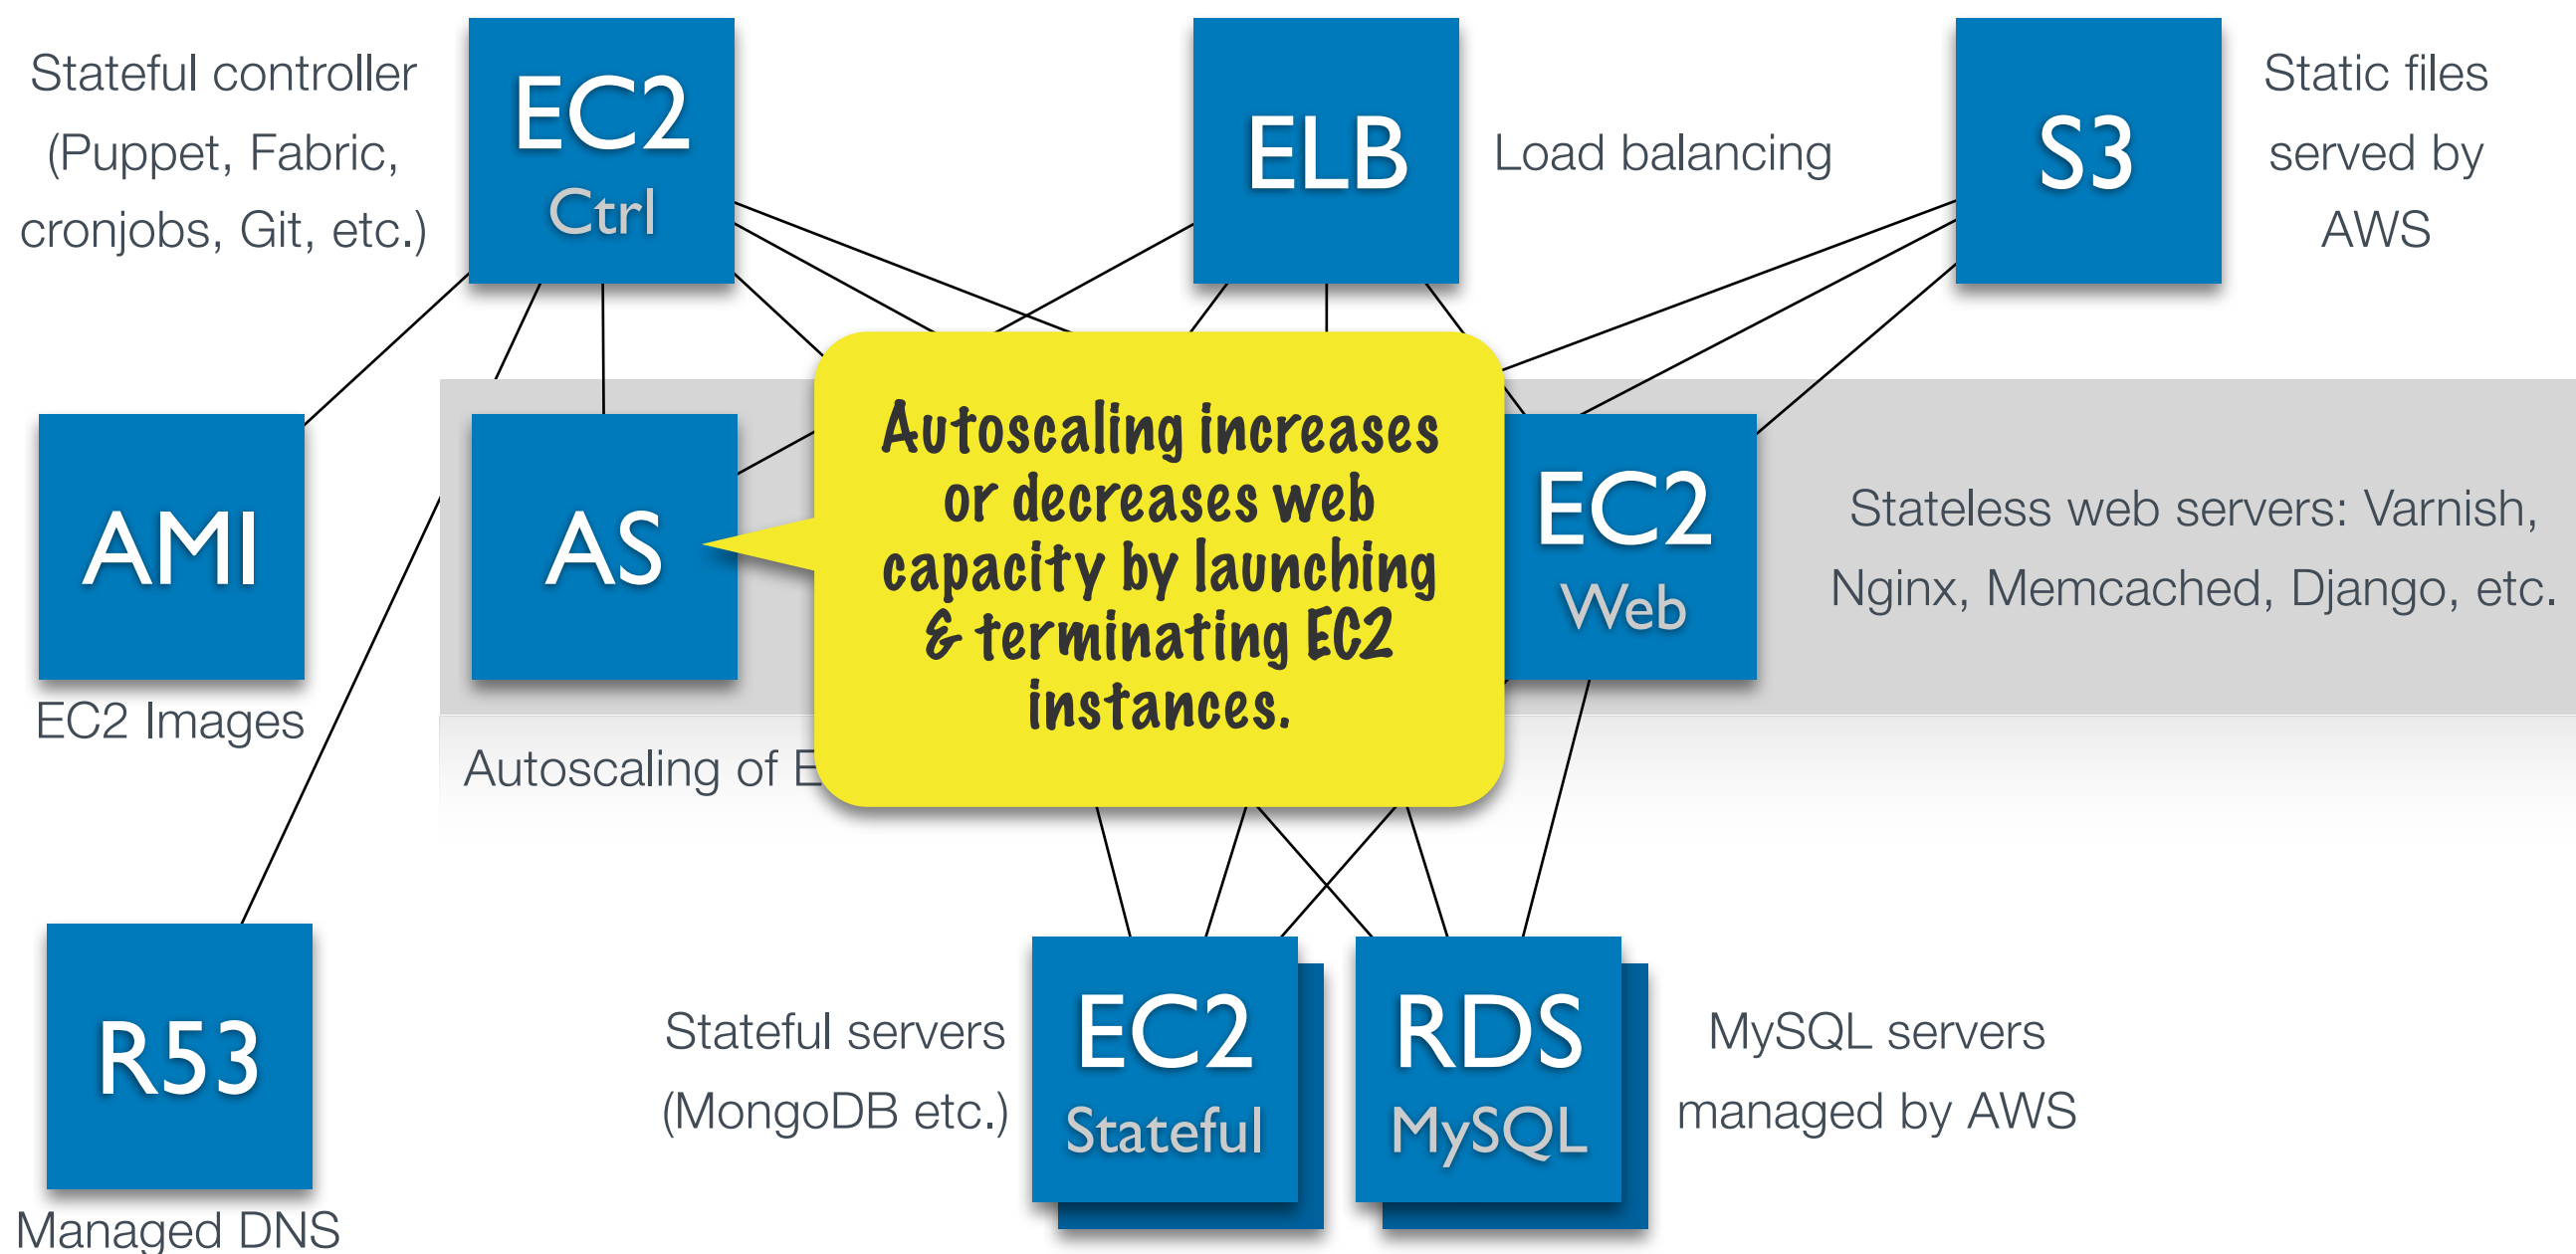 Stateful controller
(Puppet, Fabric,
cronjobs, Git, etc.)
EC2
Ctrl
ELB
Load balancing
S3
Static files
served by
AWS
AMI
EC2 Images
AS
Autoscaling of
Autoscaling increases
or decreases web
capacity by launching
& terminating EC2
instances.
EC2
Web
Stateless web servers: Varnish,
Nginx, Memcached, Django, etc.
R53
Managed DNS
Stateful servers
(MongoDB etc.)
EC2
Stateful
RDS
MySQL
MySQL servers
managed by AWS